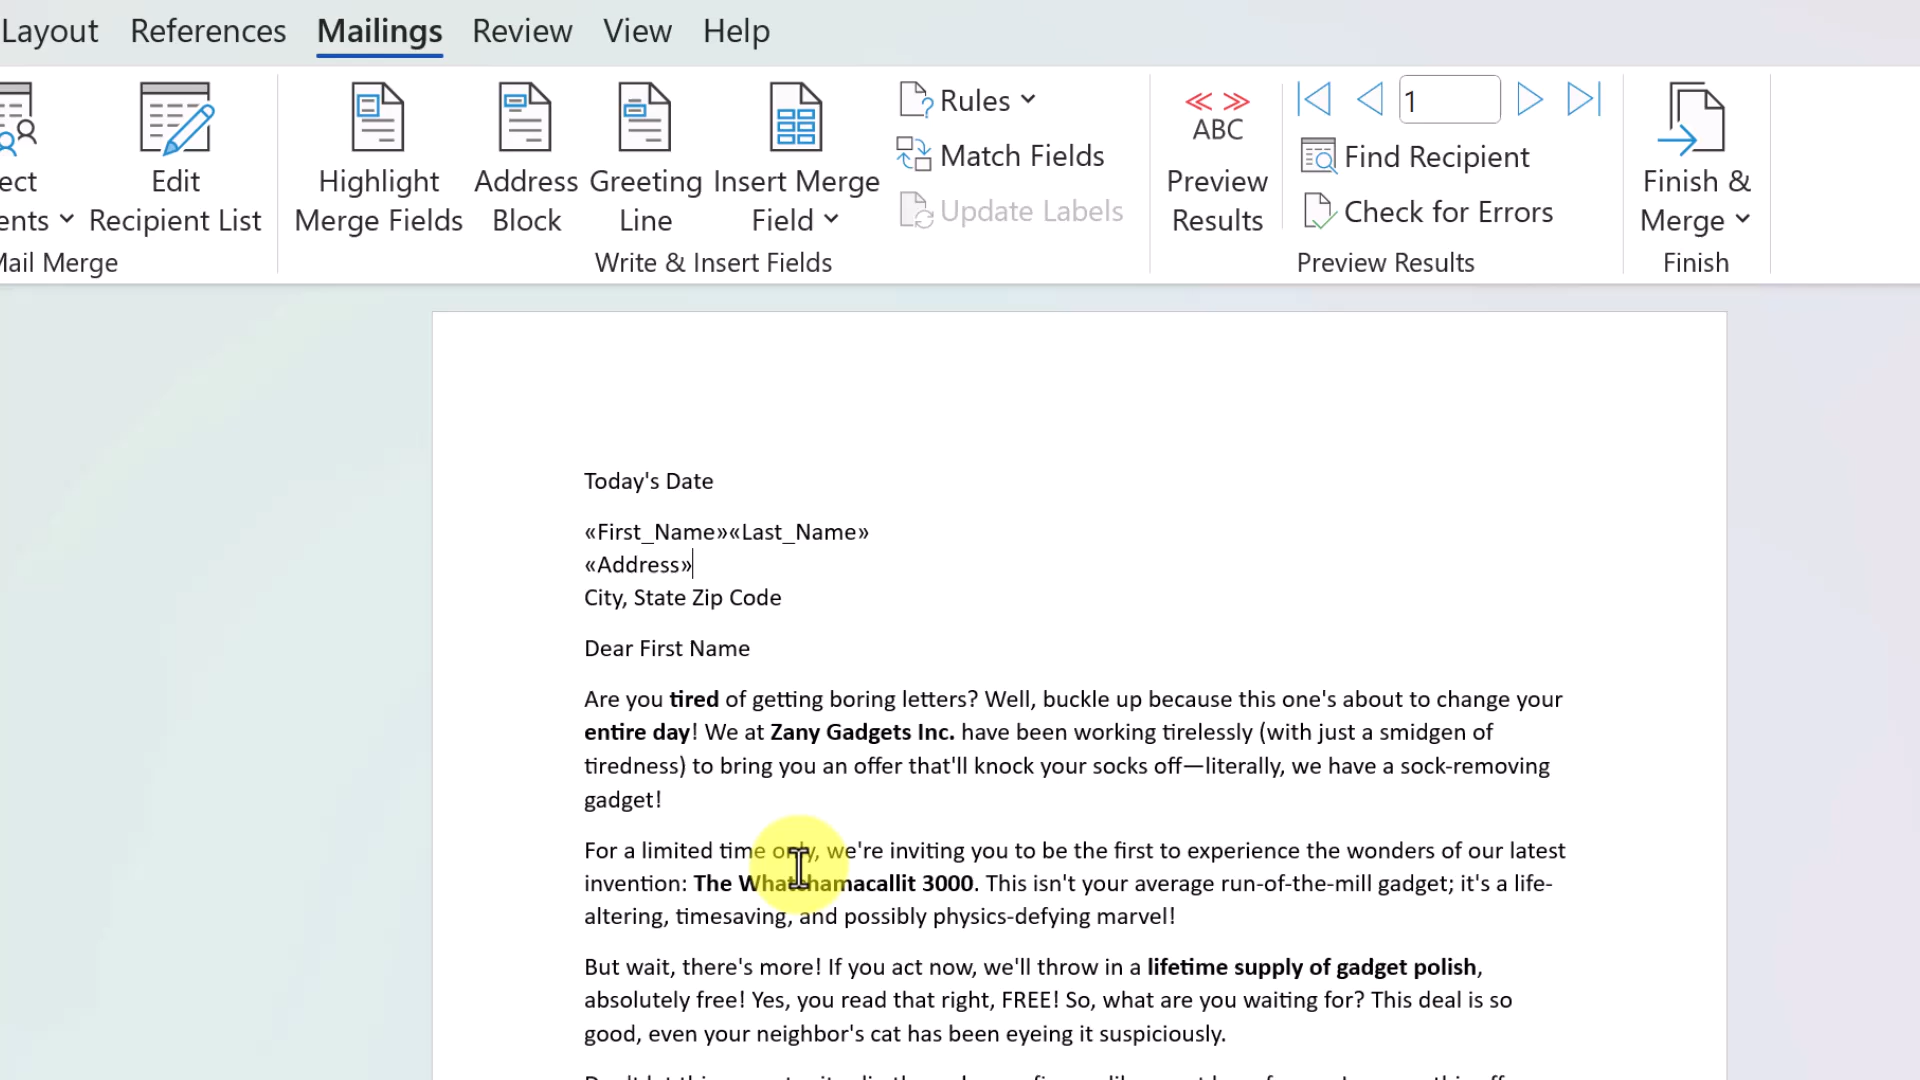 Layout References Mailings Review View Help
ect
ents
Edit
Recipient List
Mail Merge
Highlight
Merge Fields
Address
Block
Greeting
Line
Insert Merge
Field
Rules
Match Fields
Update Labels
Write & Insert Fields
ABC
Preview
Results
1
Find Recipient
Check for Errors
Preview Results
Finish &
Merge
Finish
Today's Date
«First_Name»«Last_Name»
«Address»
City, State Zip Code
Dear First Name
Are you tired of getting boring letters? Well, buckle up because this one's about to change your
entire day! We at Zany Gadgets Inc. have been working tirelessly (with just a smidgen of
tiredness) to bring you an offer that'll knock your socks off—literally, we have a sock-removing
gadget!
For a limited time only, we're inviting you to be the first to experience the wonders of our latest
invention: The Whatchamacallit 3000. This isn't your average run-of-the-mill gadget; it's a life-
altering, timesaving, and possibly physics-defying marvel!
But wait, there's more! If you act now, we'll throw in a lifetime supply of gadget polish,
absolutely free! Yes, you read that right, FREE! So, what are you waiting for? This deal is so
good, even your neighbor's cat has been eyeing it suspiciously.